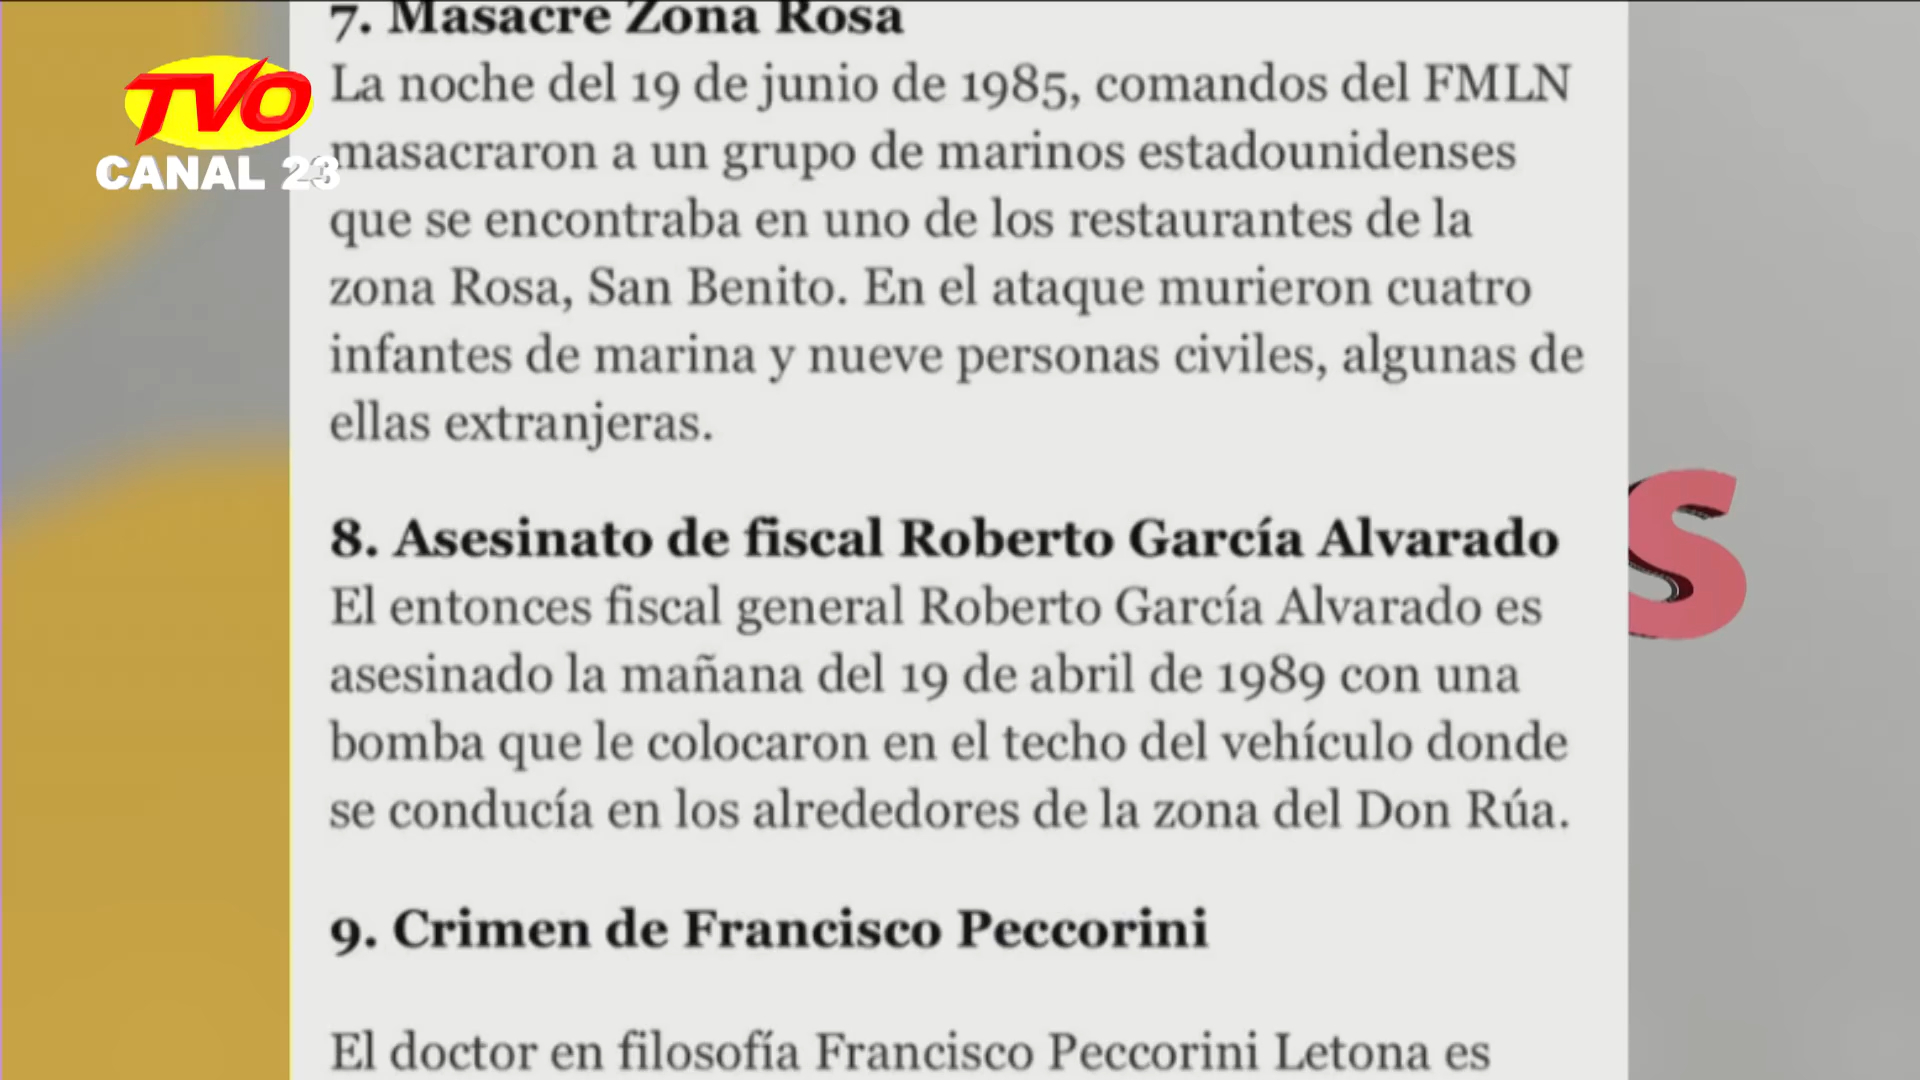 7. Masacre Zona Rosa
TVO
CANAL 23
La noche del 19 de junio de 1985, comandos del FMLN
masacraron a un grupo de marinos estadounidenses
que se encontraba en uno de los restaurantes de la
zona Rosa, San Benito. En el ataque murieron cuatro
infantes de marina y nueve personas civiles, algunas de
ellas extranjeras.
8. Asesinato de fiscal Roberto García Alvarado
El entonces fiscal general Roberto García Alvarado es
asesinado la mañana del 19 de abril de 1989 con una
bomba que le colocaron en el techo del vehículo donde
se conducía en los alrededores de la zona del Don Rúa.
S
9. Crimen de Francisco Peccorini
El doctor en filosofía Francisco Peccorini Letona es